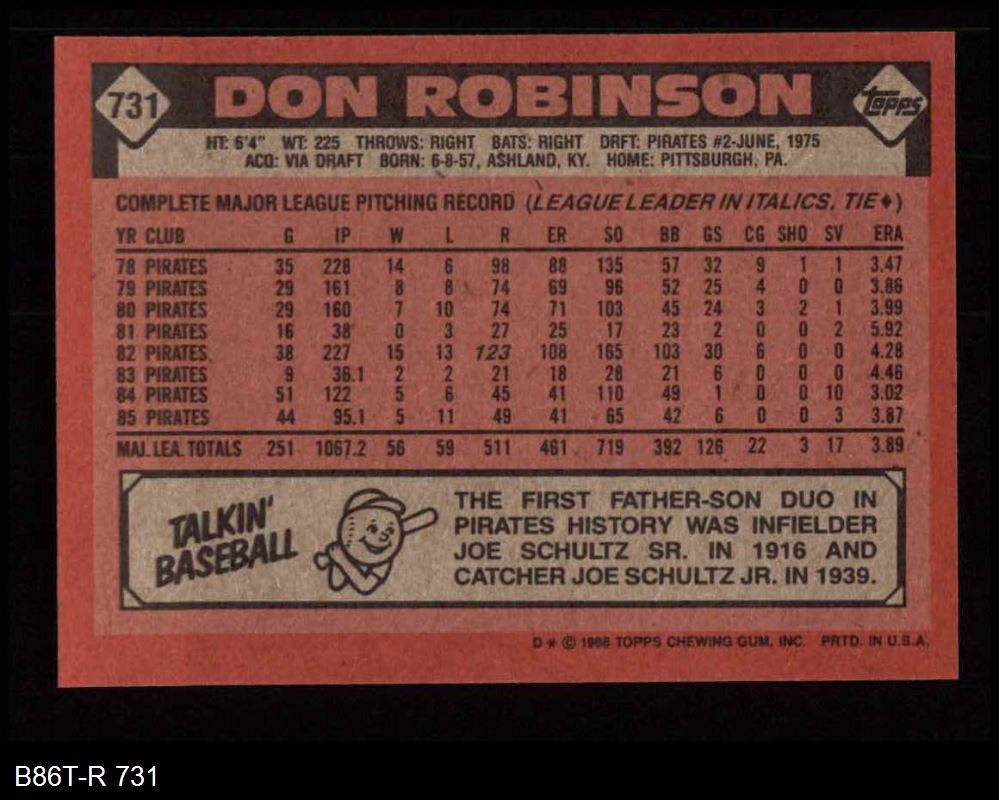 731 DON ROBINSON Topps
HT: 6'4" WT: 225 THROWS: RIGHT BATS: RIGHT DRFT: PIRATES #2-JUNE, 1975
ACQ: VIA DRAFT BORN: 6-8-57, ASHLAND, KY. HOME: PITTSBURGH, PA.
COMPLETE MAJOR LEAGUE PITCHING RECORD (LEAGUE LEADER IN ITALICS, TIE♦)
YR CLUB G IP W L R ER SO BB GS CG SHO SV ERA
78 PIRATES 35 228 14 6 98 88 135 57 32 9 1 1 3.47
79 PIRATES 29 161 8 8 74 69 96 52 25 4 0 0 3.86
80 PIRATES 29 160 7 10 74 71 103 45 24 3 2 1 3.99
81 PIRATES 16 38 0 3 27 25 17 23 2 0 0 2 5.92
82 PIRATES 38 227 15 13 123 108 165 103 30 6 0 0 4.28
83 PIRATES 9 36.1 2 2 21 18 28 21 6 0 0 0 4.46
84 PIRATES 51 122 5 6 45 41 110 49 1 0 0 10 3.02
85 PIRATES 44 95.1 5 11 49 41 65 42 6 0 0 3 3.87
MAJ. LEA. TOTALS 251 1067.2 56 59 511 461 719 392 126 22 3 17 3.89
TALKIN'
BASEBALL
THE FIRST FATHER-SON DUO IN
PIRATES HISTORY WAS INFIELDER
JOE SCHULTZ SR. IN 1916 AND
CATCHER JOE SCHULTZ JR. IN 1939.
D * © 1986 TOPPS CHEWING GUM, INC. PRTD. IN U.S.A.
B86T-R 731